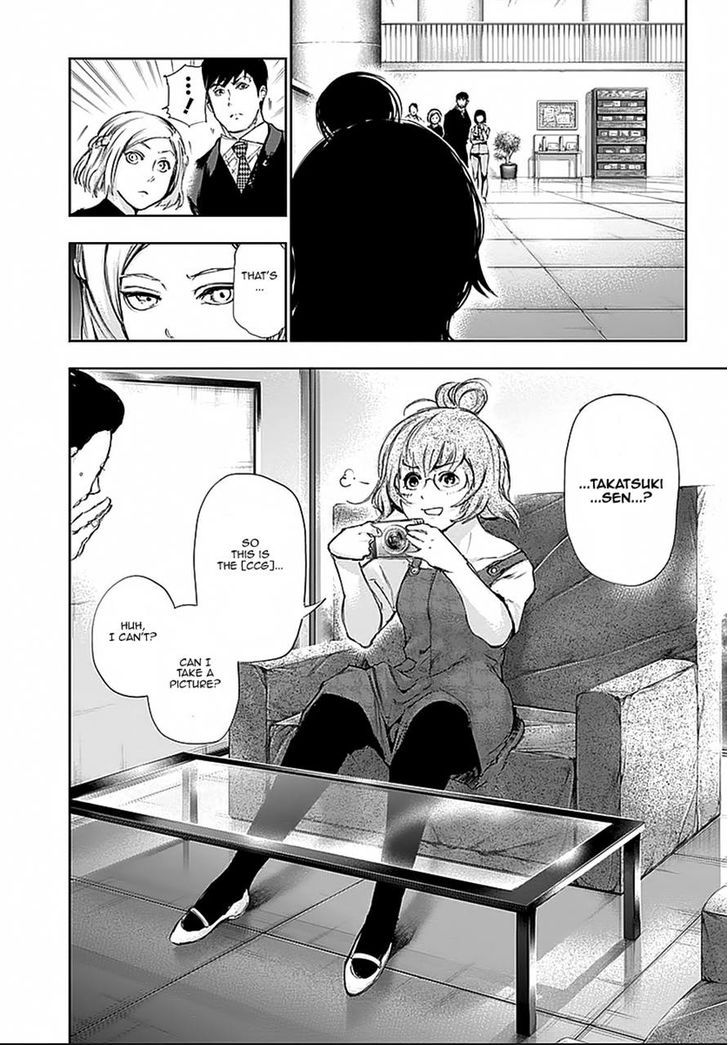 ...!
THAT'S
...
...TAKATSUKI
...SEN...?
SO
THIS IS
THE [CCG]...
CAN I
TAKE A
PICTURE?
HUH,
I CAN'T?